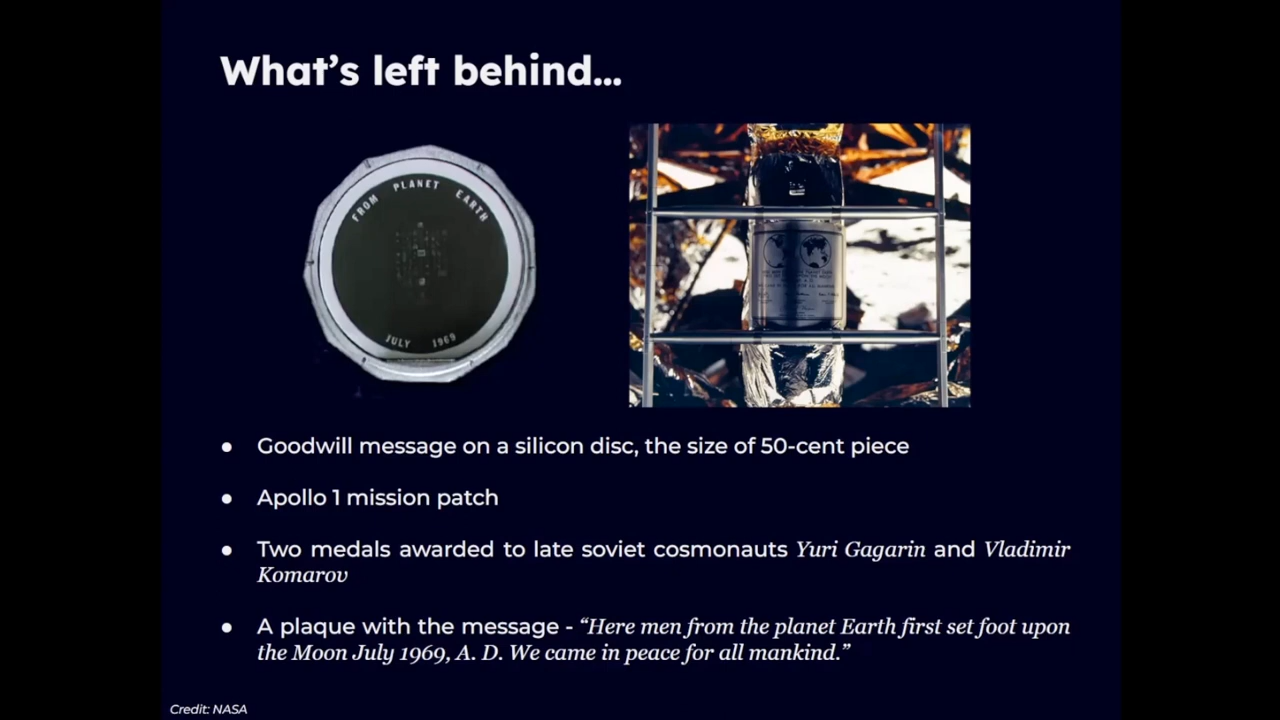 What's left behind...
FROM PLANET EARTH
JULY 1969
● Goodwill message on a silicon disc, the size of 50-cent piece
● Apollo 1 mission patch
● Two medals awarded to late soviet cosmonauts Yuri Gagarin and Vladimir
Komarov
● A plaque with the message - “Here men from the planet Earth first set foot upon
the Moon July 1969, A. D. We came in peace for all mankind.”
Credit: NASA